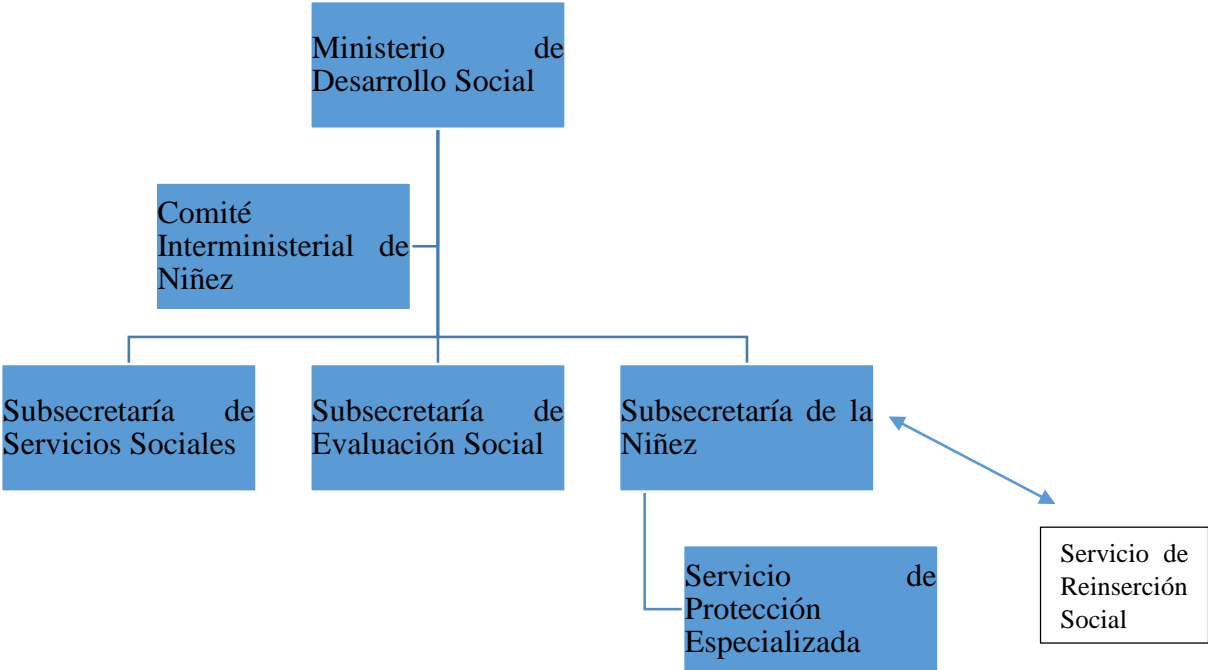 Ministerio de
Desarrollo Social
Comité
Interministerial de
Niñez
Subsecretaría de
Servicios Sociales
Subsecretaría de
Evaluación Social
Subsecretaría de la
Niñez
Servicio de
Protección
Especializada
Servicio de
Reinserción
Social